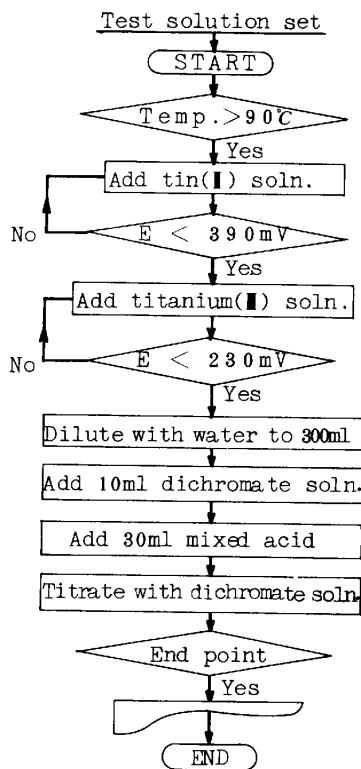 Test solution set
START
Temp.>90℃
Yes
Add tin(Ⅱ) soln.
No
E < 390mV
Yes
Add titanium(Ⅲ) soln.
No
E < 230mV
Yes
Dilute with water to 300ml
Add 10ml dichromate soln.
Add 30ml mixed acid
Titrate with dichromate soln.
End point
Yes
END